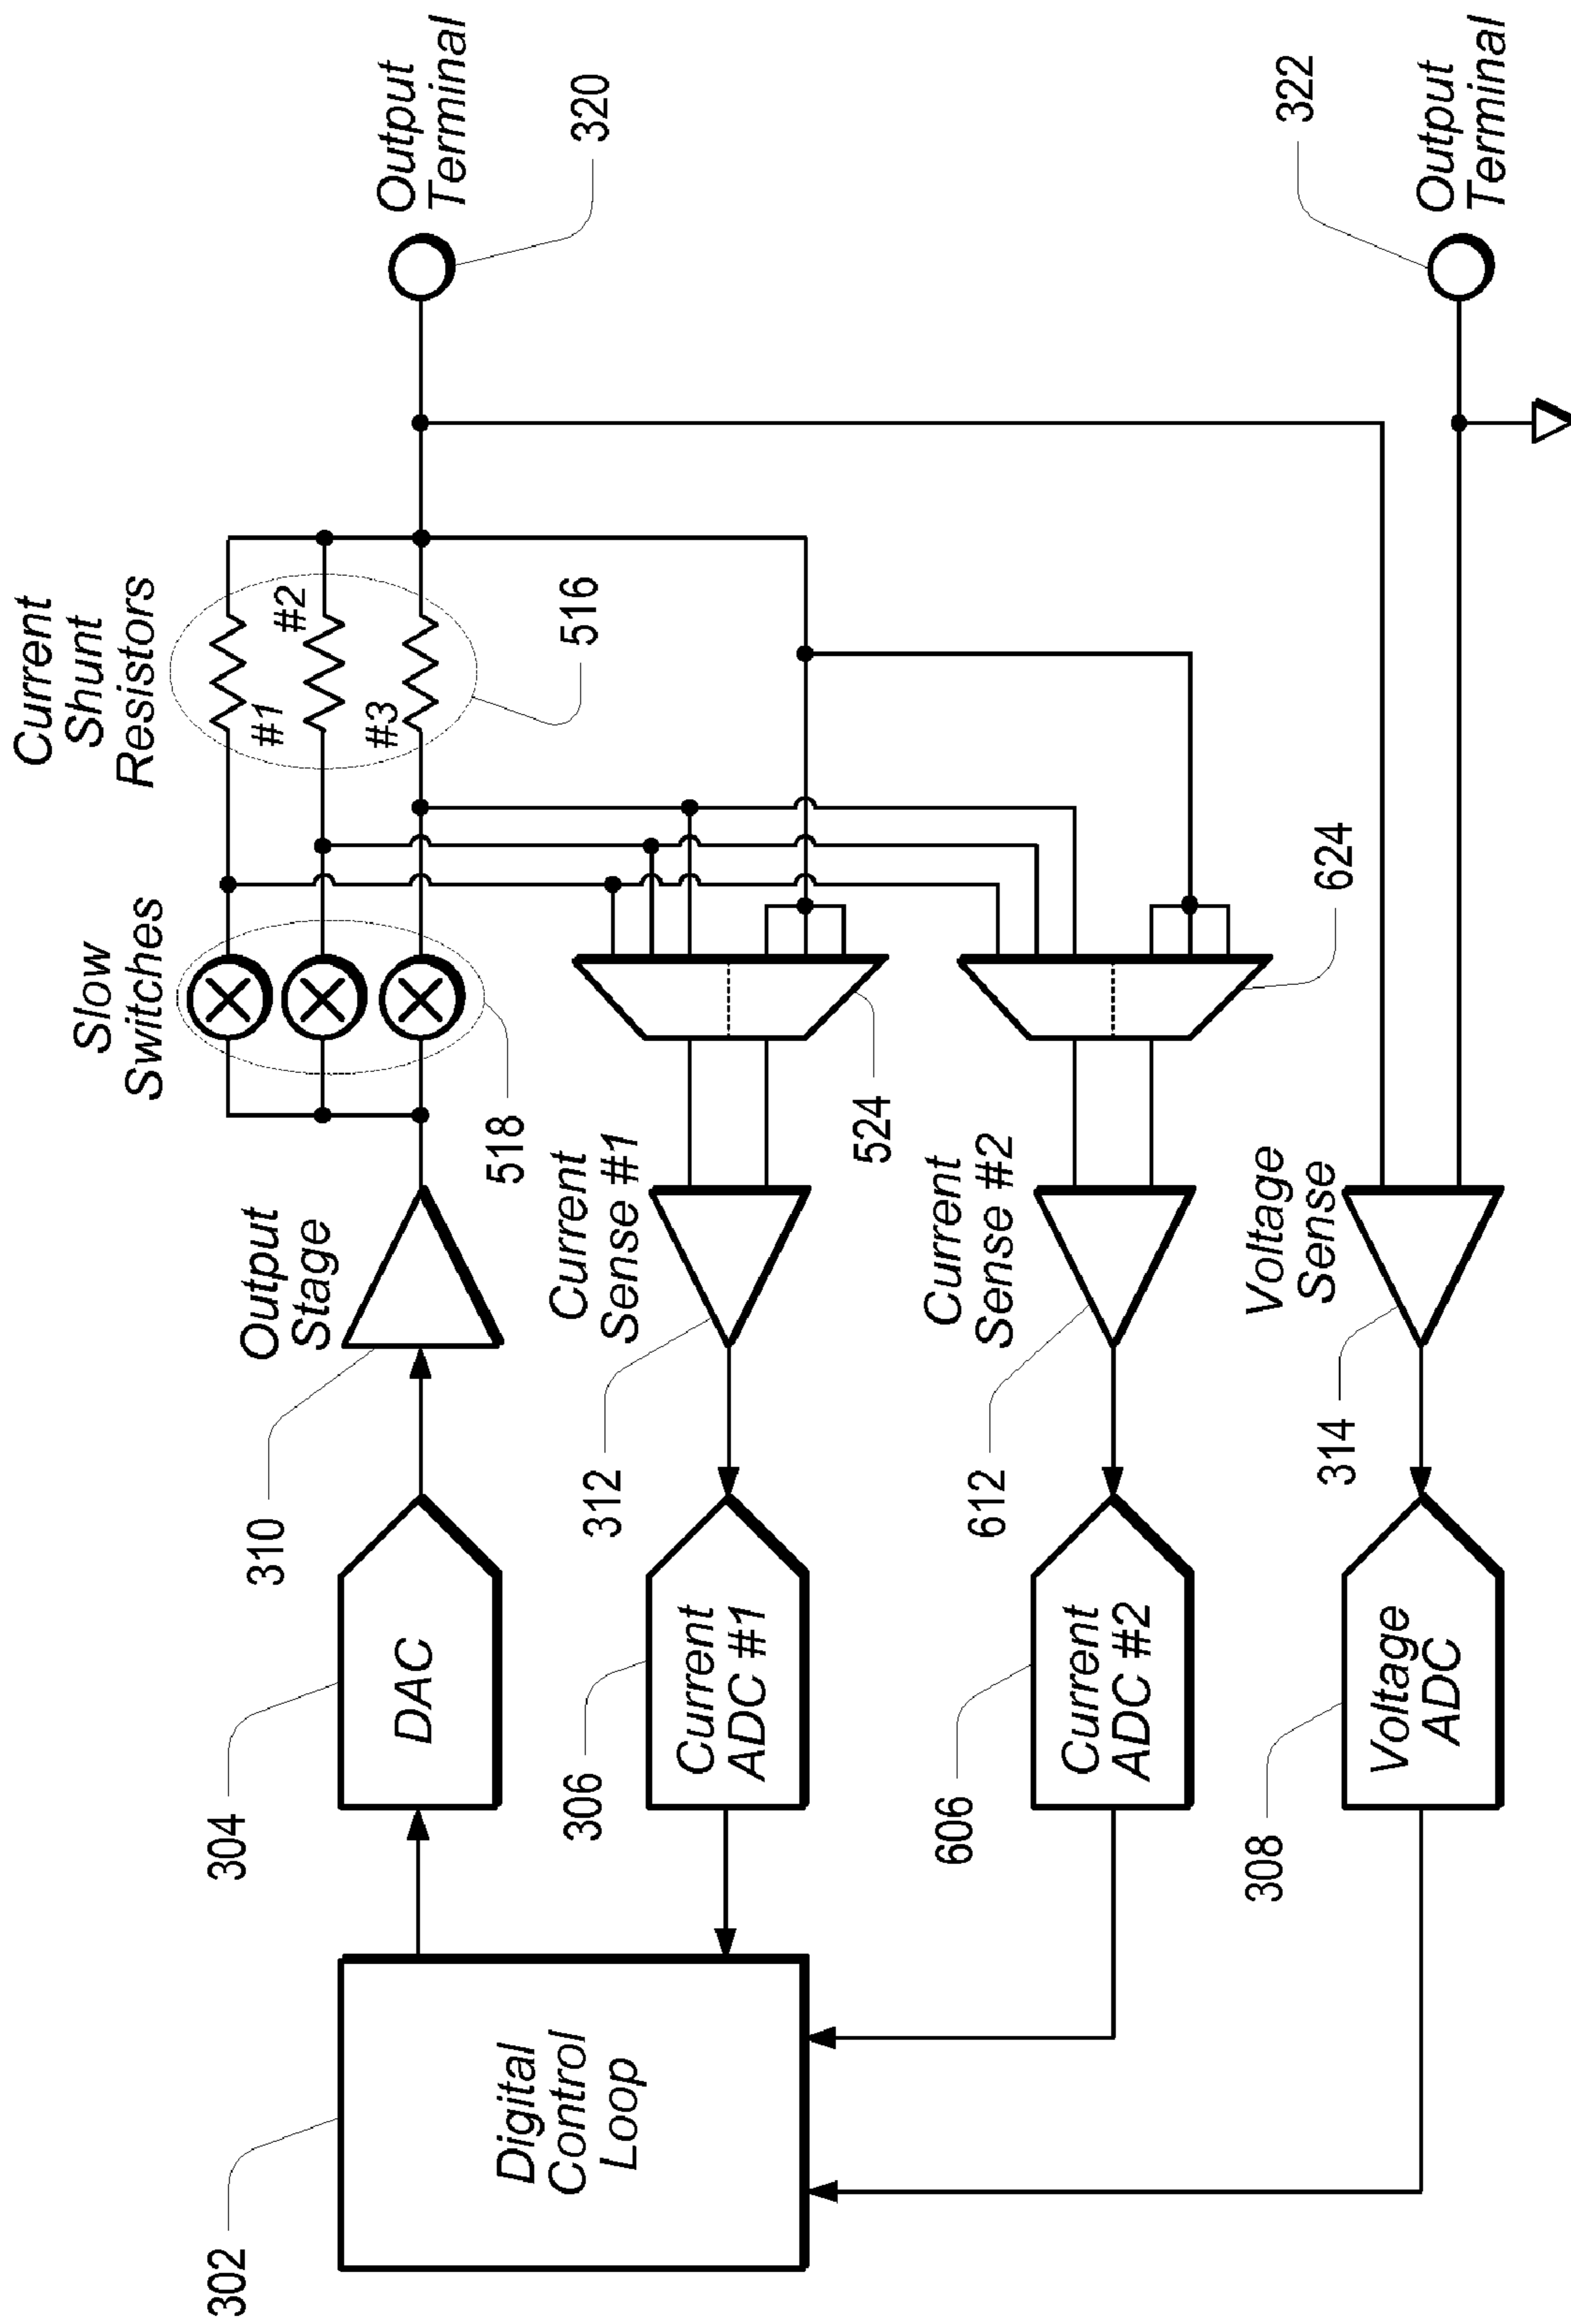 Current
Shunt
Resistors
Slow
Switches
Output
Stage
310
304
DAC
302
Digital
Control
Loop
518
#1
#2
#3
516
Output
Terminal
320
Current
Sense #1
312
306
Current
ADC #1
524
Current
Sense #2
612
606
Current
ADC #2
624
Voltage
Sense
314
308
Voltage
ADC
322
Output
Terminal